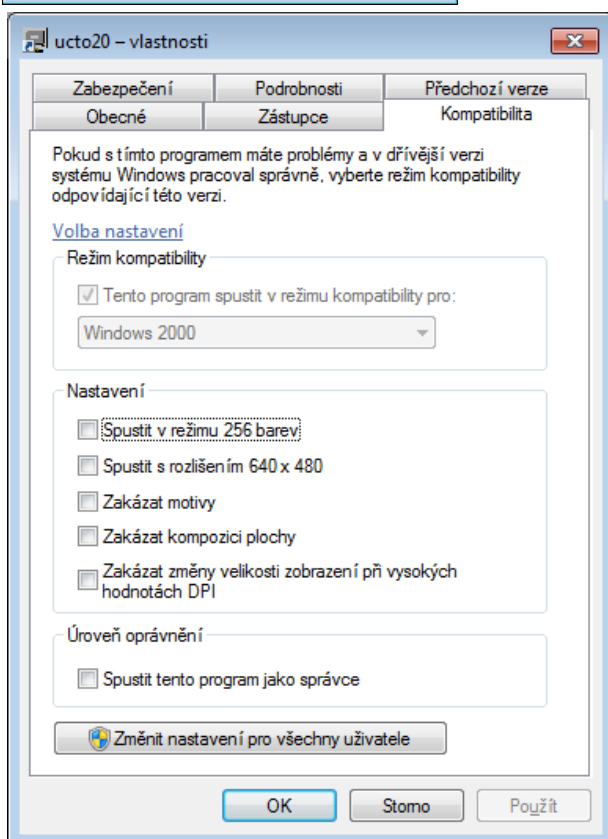 ucto20 – vlastnosti
Zabezpečení Podrobnosti Předchozí verze
Obecné Zástupce Kompatibilita
Pokud s tímto programem máte problémy a v dřívější verzi
systému Windows pracoval správně, vyberte režim kompatibility
odpovídající této verzi.
Volba nastavení
Režim kompatibility
Tento program spustit v režimu kompatibility pro:
Windows 2000
Nastavení
Spustit v režimu 256 barev
Spustit s rozlišením 640 x 480
Zakázat motivy
Zakázat kompozici plochy
Zakázat změny velikosti zobrazení při vysokých
hodnotách DPI
Úroveň oprávnění
Spustit tento program jako správce
Změnit nastavení pro všechny uživatele
OK Storno Použít